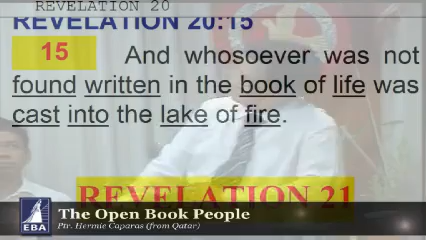 REVELATION 20
REVELATION 20:15
15 And whosoever was not
found written in the book of life was
cast into the lake of fire.
REVELATION 21
EBA
The Open Book People
Ptr. Hermie Caparas (from Qatar)